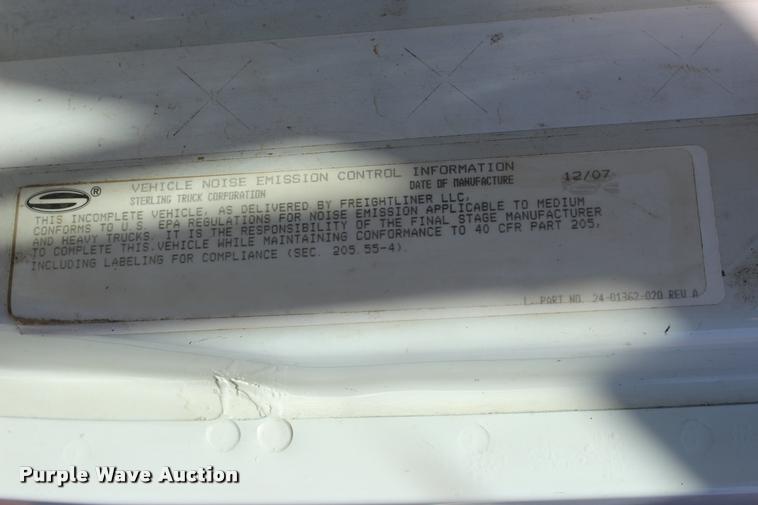 ® VEHICLE NOISE EMISSION CONTROL INFORMATION
STERLING TRUCK CORPORATION DATE OF MANUFACTURE 12/07
THIS INCOMPLETE VEHICLE, AS DELIVERED BY FREIGHTLINER LLC,
CONFORMS TO U.S. EPA REGULATIONS FOR NOISE EMISSION APPLICABLE TO MEDIUM
AND HEAVY TRUCKS. IT IS THE RESPONSIBILITY OF THE FINAL STAGE MANUFACTURER
TO COMPLETE THIS VEHICLE WHILE MAINTAINING CONFORMANCE TO 40 CFR PART 205,
INCLUDING LABELING FOR COMPLIANCE (SEC. 205.55-4).
PART NO. 24-01362-020 REV A
Purple Wave Auction